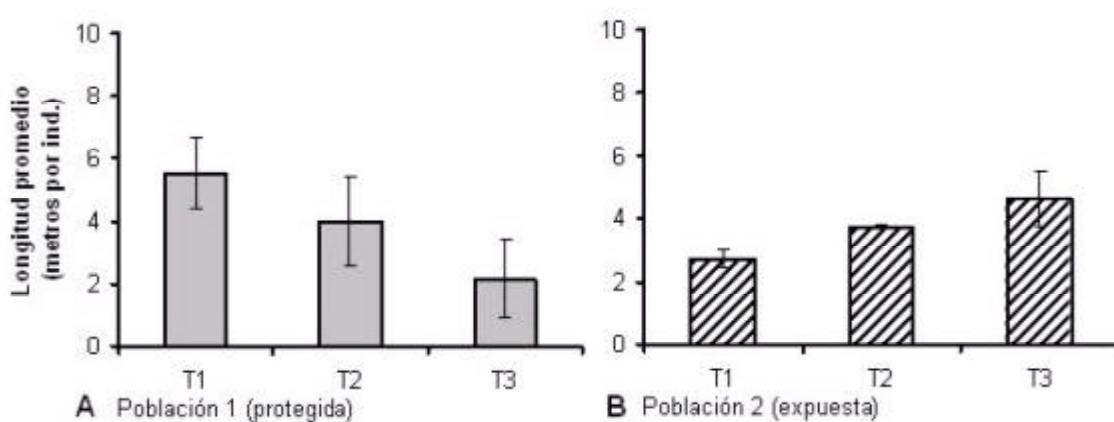 Longitud promedio
(metros por ind.)
10
8
6
4
2
0
T1 T2 T3
A Población 1 (protegida)
10
8
6
4
2
0
T1 T2 T3
B Población 2 (expuesta)